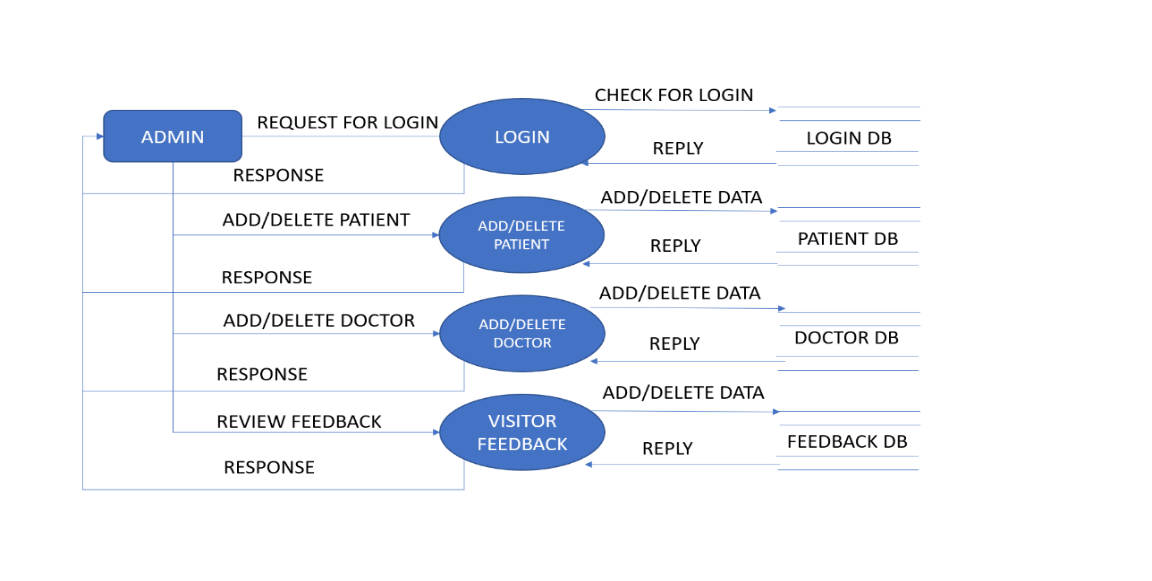 CHECK FOR LOGIN
REQUEST FOR LOGIN
ADMIN
LOGIN
LOGIN DB
REPLY
RESPONSE
ADD/DELETE DATA
ADD/DELETE PATIENT
ADD/DELETE
PATIENT
PATIENT DB
REPLY
RESPONSE
ADD/DELETE DATA
ADD/DELETE DOCTOR
ADD/DELETE
DOCTOR
DOCTOR DB
REPLY
RESPONSE
ADD/DELETE DATA
REVIEW FEEDBACK
VISITOR
FEEDBACK
FEEDBACK DB
REPLY
RESPONSE